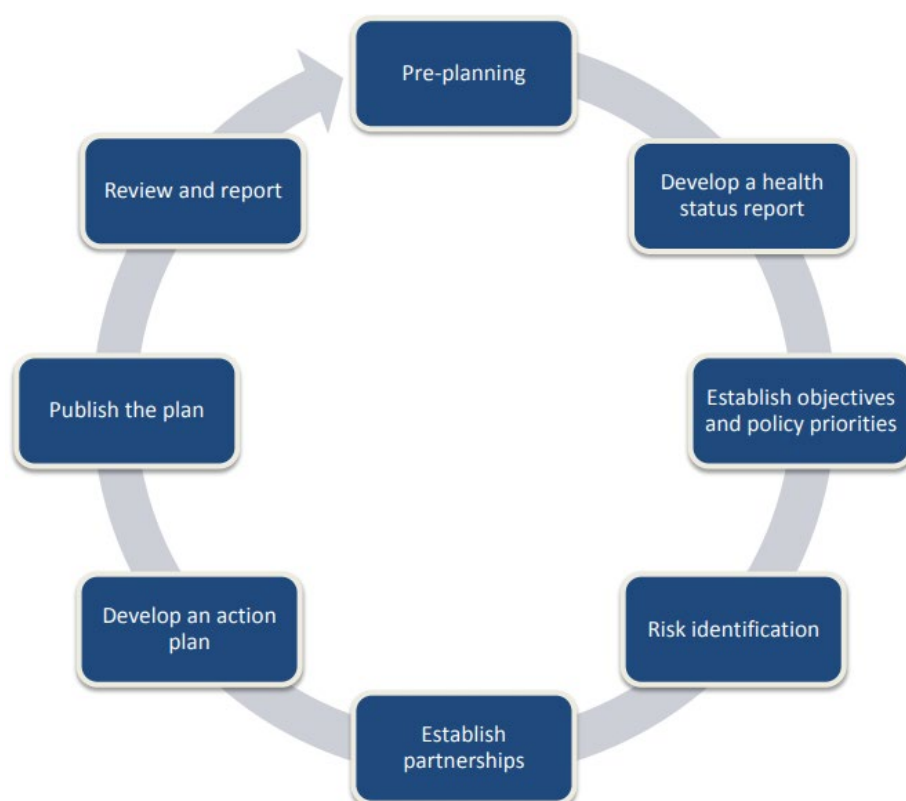 Pre-planning
Develop a health
status report
Establish objectives
and policy priorities
Risk identification
Establish
partnerships
Develop an action
plan
Publish the plan
Review and report